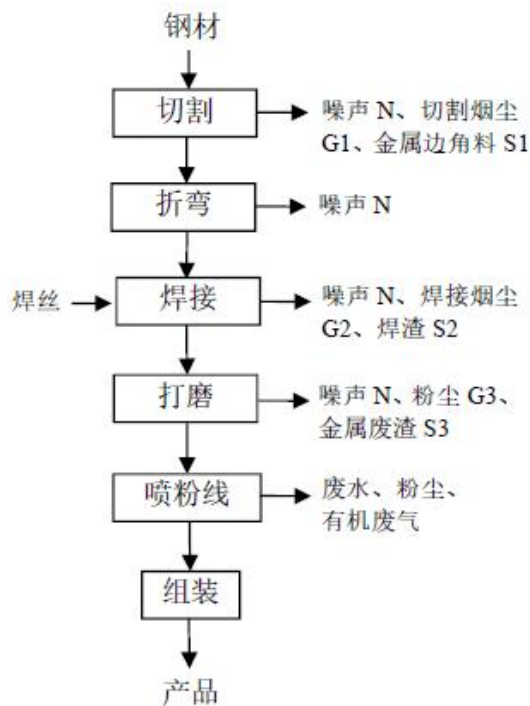 钢材
切割
噪声 N、切割烟尘
G1、金属边角料 S1
折弯
噪声 N
焊丝
焊接
噪声 N、焊接烟尘
G2、焊渣 S2
打磨
噪声 N、粉尘 G3、
金属废渣 S3
喷粉线
废水、粉尘、
有机废气
组装
产品